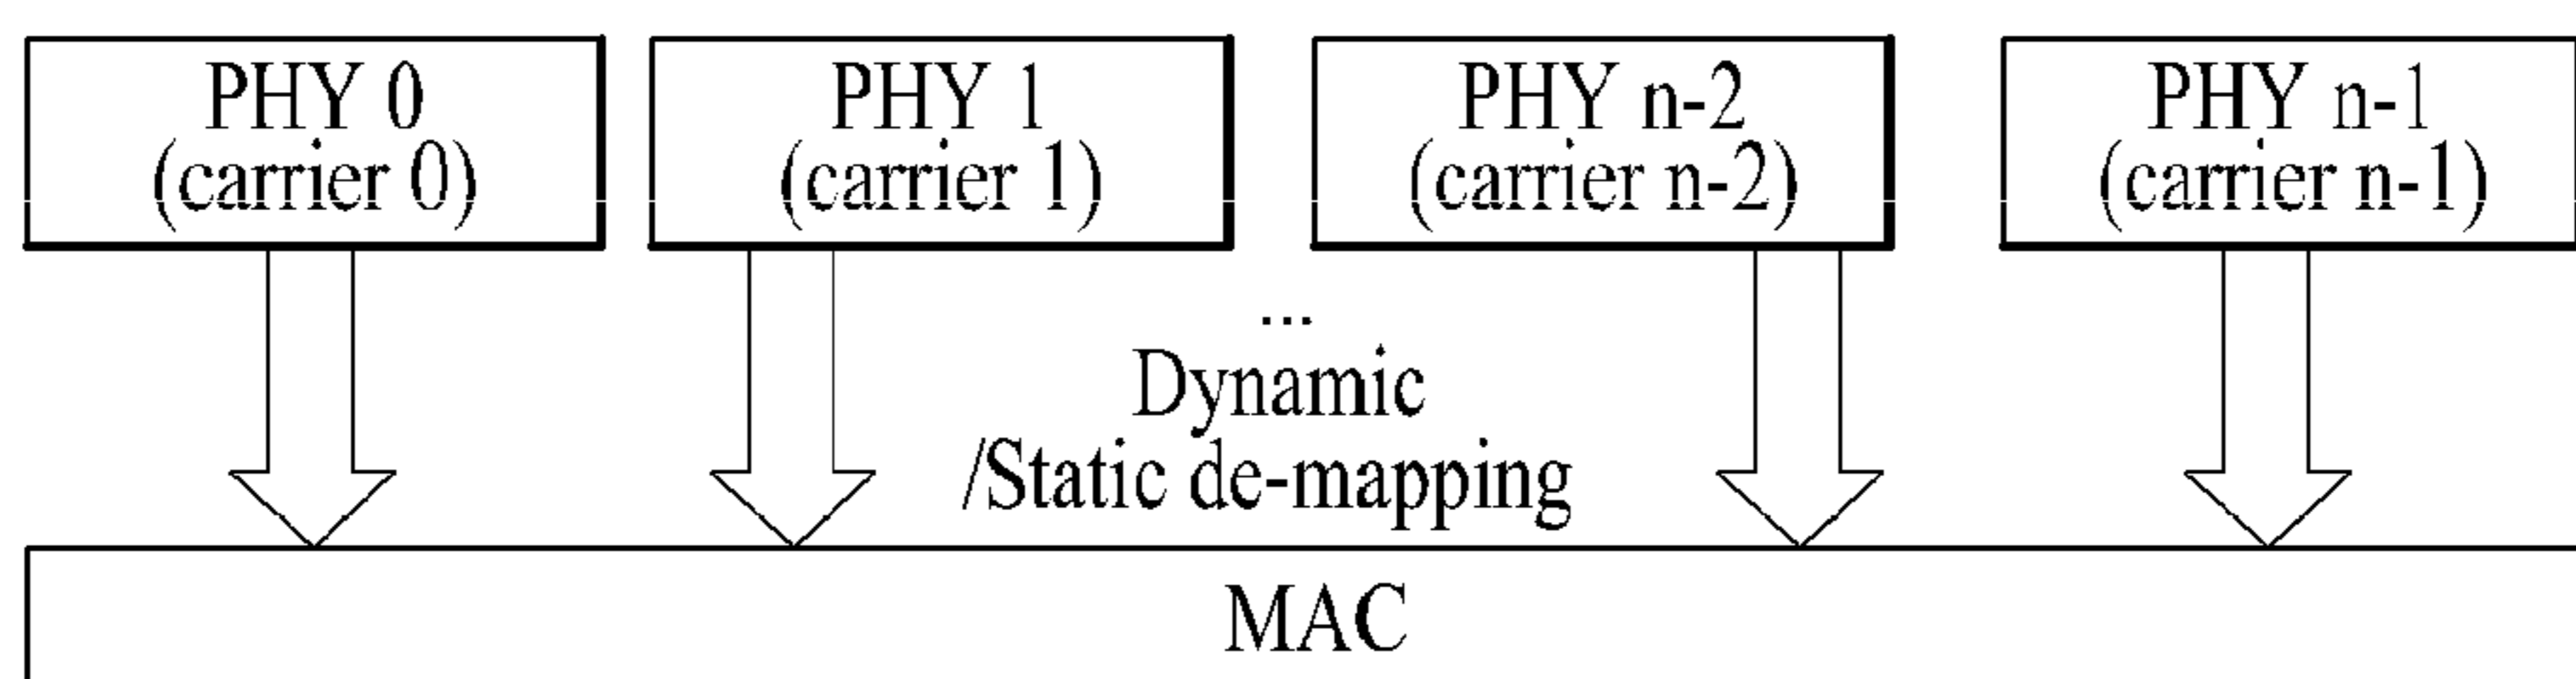 PHY 0
(carrier 0)
PHY 1
(carrier 1)
PHY n-2
(carrier n-2)
PHY n-1
(carrier n-1)
...
Dynamic
/Static de-mapping
MAC